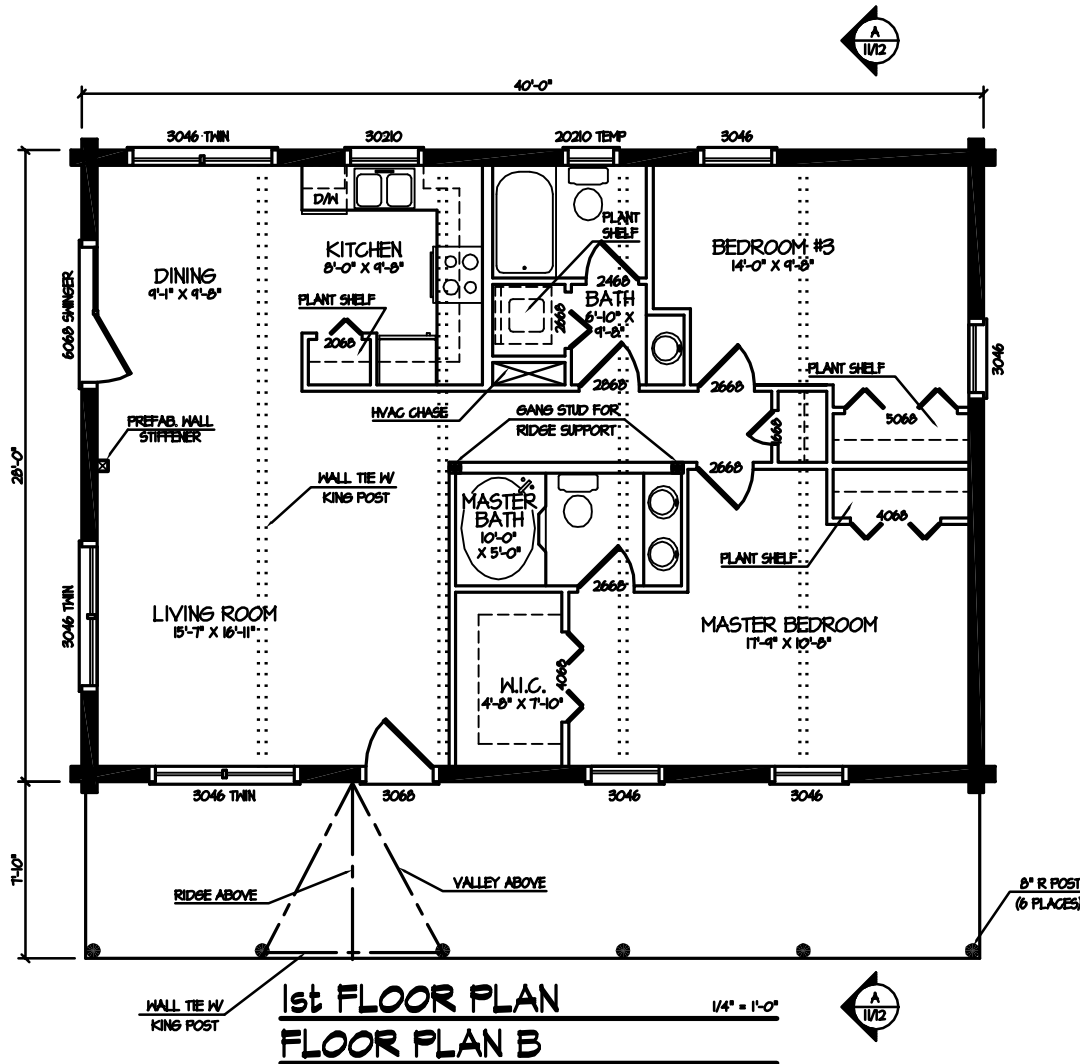 A
11/12
40'-0"
3046 TWIN
30210
20210 TEMP
3046
D/W
PLANT
SHELF
KITCHEN
8'-0" X 9'-8"
BEDROOM #3
14'-0" X 9'-8"
DINING
9'-1" X 9'-8"
2468
BATH
6'-10" X
9'-8"
PLANT SHELF
2668
2068
6068 SWINGER
3046
PLANT SHELF
2868
2668
HVAC CHASE
GANG STUD FOR
RIDGE SUPPORT
5068
1668
PREFAB. WALL
STIFFENER
28'-0"
2668
WALL TIE W/
KING POST
MASTER
BATH
10'-0"
X 5'-0"
4068
PLANT SHELF
2668
3046 TWIN
LIVING ROOM
15'-7" X 16'-11"
MASTER BEDROOM
17'-9" X 10'-8"
4068
W.I.C.
4'-8" X 7'-10"
3046 TWIN
3068
3046
3046
7'-10"
RIDGE ABOVE
VALLEY ABOVE
8" R POST
(6 PLACES)
WALL TIE W/
KING POST
1st FLOOR PLAN
1/4" = 1'-0"
FLOOR PLAN B
A
11/12